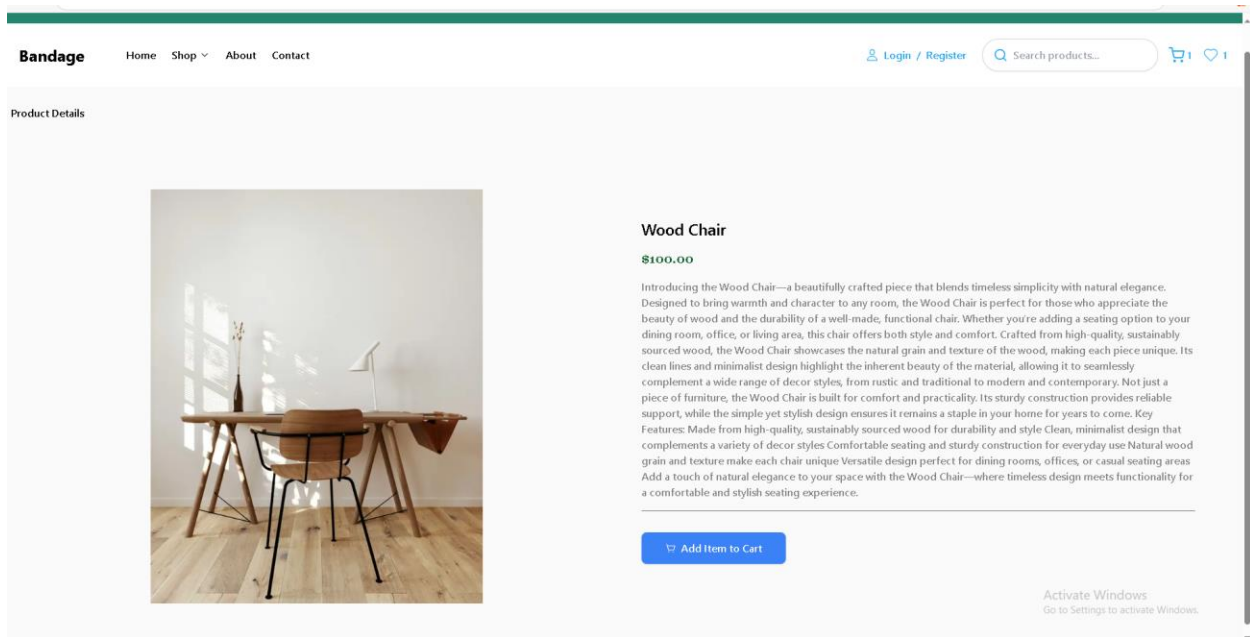 Bandage
Home Shop About Contact
Login / Register
Search products...
1
1
Product Details
Wood Chair
$100.00
Introducing the Wood Chair—a beautifully crafted piece that blends timeless simplicity with natural elegance.
Designed to bring warmth and character to any room, the Wood Chair is perfect for those who appreciate the
beauty of wood and the durability of a well-made, functional chair. Whether you're adding a seating option to your
dining room, office, or living area, this chair offers both style and comfort. Crafted from high-quality, sustainably
sourced wood, the Wood Chair showcases the natural grain and texture of the wood, making each piece unique. Its
clean lines and minimalist design highlight the inherent beauty of the material, allowing it to seamlessly
complement a wide range of decor styles, from rustic and traditional to modern and contemporary. Not just a
piece of furniture, the Wood Chair is built for comfort and practicality. Its sturdy construction provides reliable
support, while the simple yet stylish design ensures it remains a staple in your home for years to come. Key
Features: Made from high-quality, sustainably sourced wood for durability and style Clean, minimalist design that
complements a variety of decor styles Comfortable seating and sturdy construction for everyday use Natural wood
grain and texture make each chair unique Versatile design perfect for dining rooms, offices, or casual seating areas
Add a touch of natural elegance to your space with the Wood Chair—where timeless design meets functionality for
a comfortable and stylish seating experience.
Add Item to Cart
Activate Windows
Go to Settings to activate Windows.